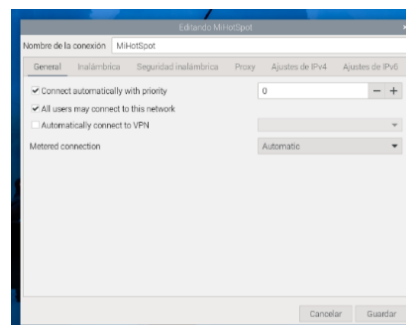 Editando MiHotSpot
Nombre de la conexión MiHotSpot
General Inalámbrica Seguridad inalámbrica Proxy Ajustes de IPv4 Ajustes de IPv6
Connect automatically with priority 0 − +
All users may connect to this network
Automatically connect to VPN
Metered connection Automatic
Cancelar Guardar